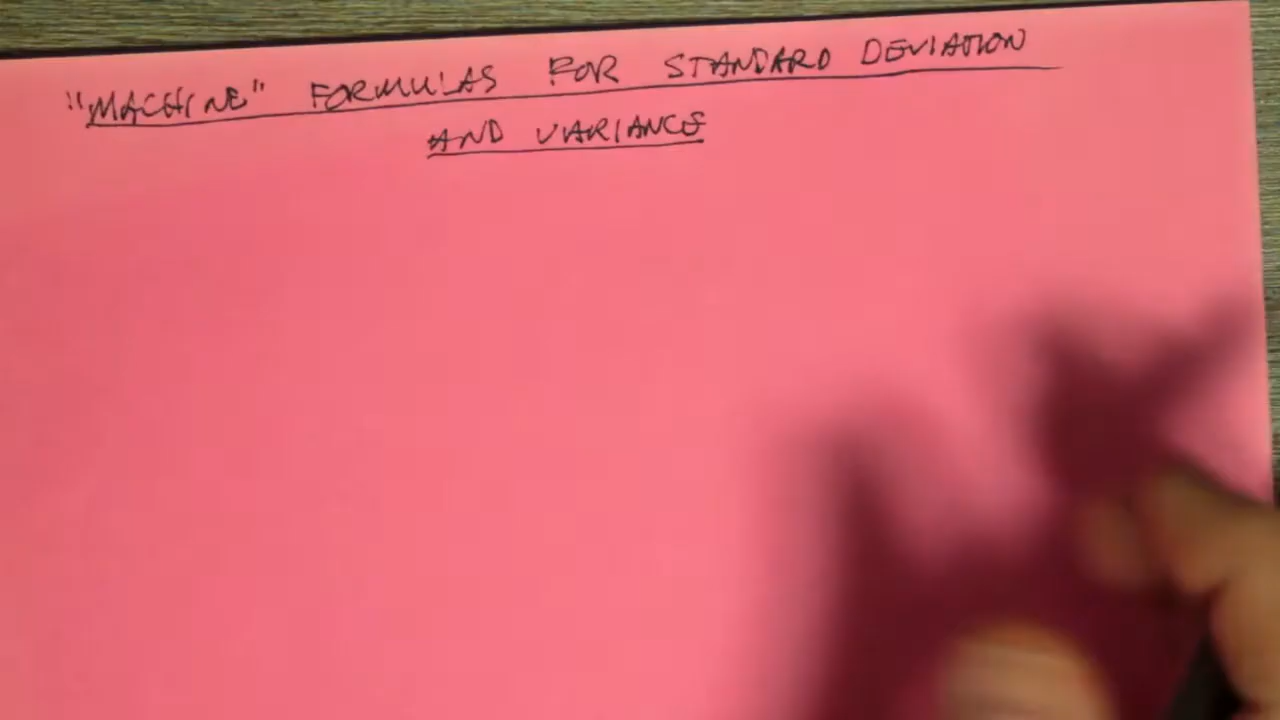 "MACHINE" FORMULAS FOR STANDARD DEVIATION
AND VARIANCE